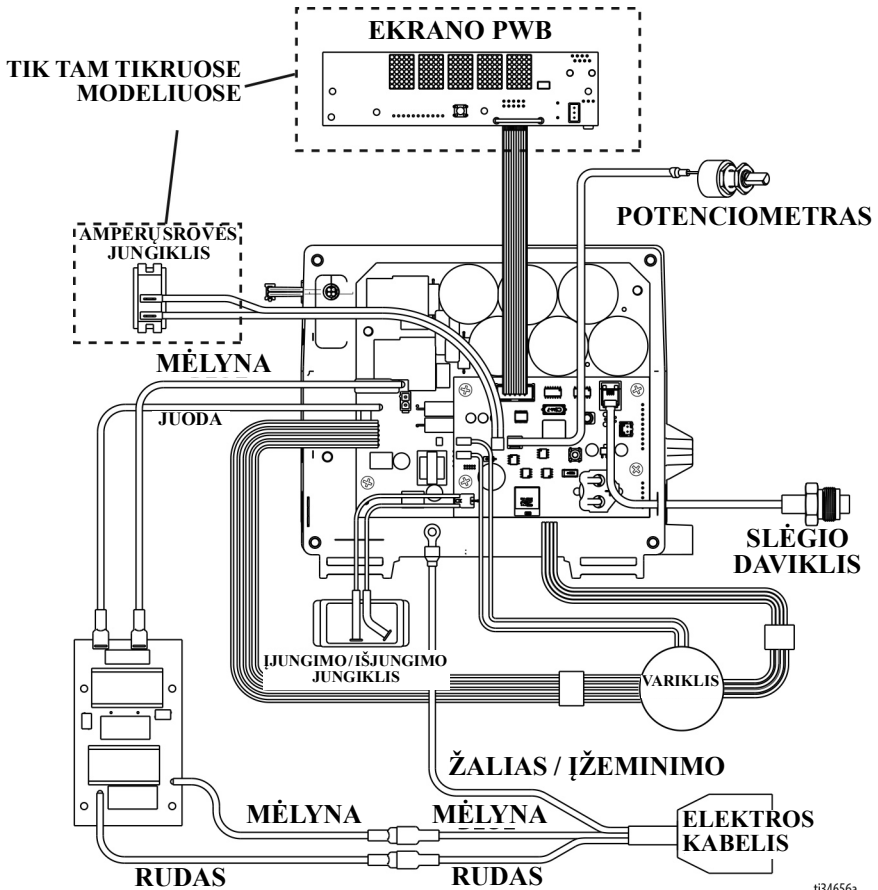 EKRANO PWB
TIK TAM TIKRUOSE
MODELIUOSE
POTENCIOMETRAS
AMPERŲ SROVĖS
JUNGIKLIS
MĖLYNA
JUODA
SLĖGIO
DAVIKLIS
ĮJUNGIMO/IŠJUNGIMO
JUNGIKLIS
VARIKLIS
ŽALIAS / ĮŽEMINIMO
MĖLYNA
MĖLYNA
ELEKTROS
KABELIS
RUDAS
RUDAS
ti34656a